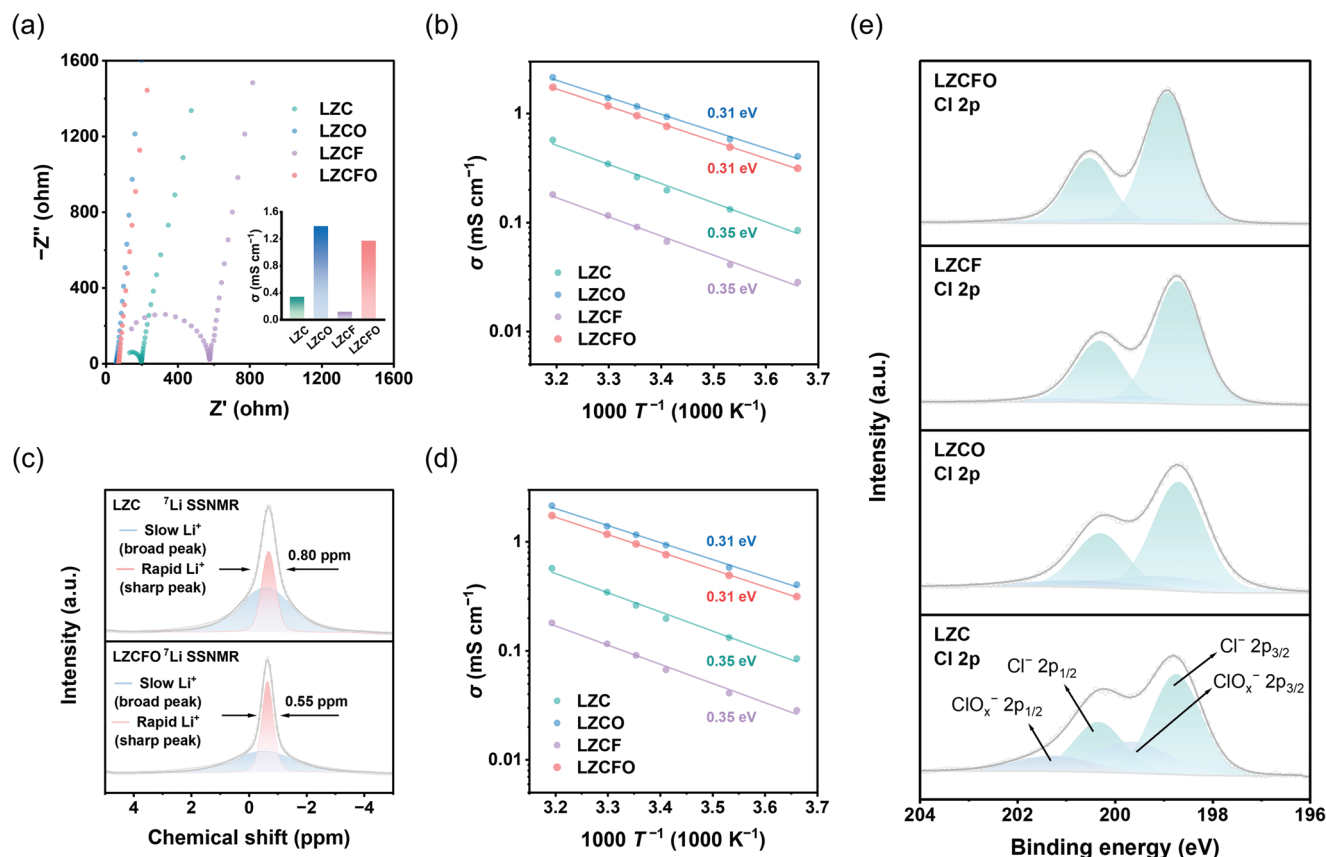 (a)
1600
1200
800
400
0
−Z'' (ohm)
0
400
800
1200
1600
Z' (ohm)
LZC
LZCO
LZCF
LZCFO
1.6
1.2
0.8
0.4
0.0
σ (mS cm⁻¹)
LZC
LZCO
LZCF
LZCFO
(b)
1
0.1
0.01
σ (mS cm⁻¹)
0.31 eV
0.31 eV
0.35 eV
0.35 eV
LZC
LZCO
LZCF
LZCFO
3.2
3.3
3.4
3.5
3.6
3.7
1000 T⁻¹ (1000 K⁻¹)
(c)
Intensity (a.u.)
LZC ⁷Li SSNMR
Slow Li⁺
(broad peak)
Rapid Li⁺
(sharp peak)
0.80 ppm
LZCFO ⁷Li SSNMR
Slow Li⁺
(broad peak)
Rapid Li⁺
(sharp peak)
0.55 ppm
4
2
0
−2
−4
Chemical shift (ppm)
(d)
1
0.1
0.01
σ (mS cm⁻¹)
0.31 eV
0.31 eV
0.35 eV
0.35 eV
LZC
LZCO
LZCF
LZCFO
3.2
3.3
3.4
3.5
3.6
3.7
1000 T⁻¹ (1000 K⁻¹)
(e)
Intensity (a.u.)
LZCFO
Cl 2p
LZCF
Cl 2p
LZCO
Cl 2p
LZC
Cl 2p
ClOₓ⁻ 2p₁/₂
Cl⁻ 2p₁/₂
Cl⁻ 2p₃/₂
ClOₓ⁻ 2p₃/₂
204
202
200
198
196
Binding energy (eV)